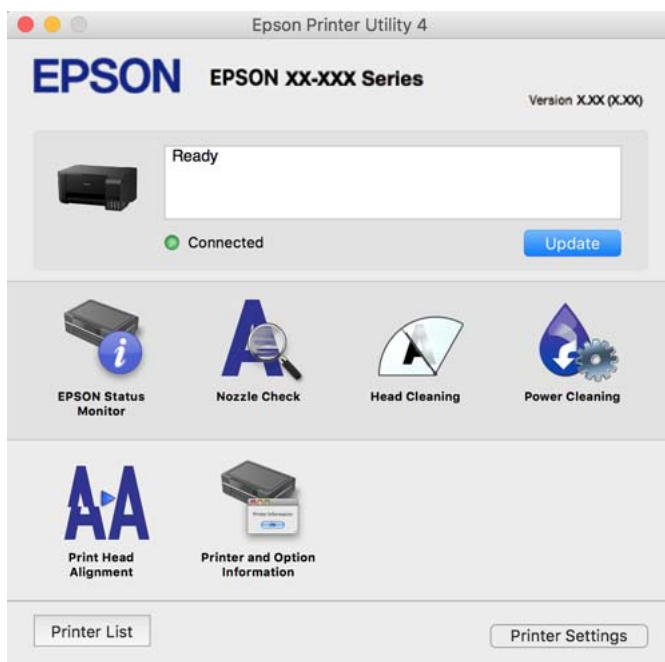 Epson Printer Utility 4
EPSON
EPSON XX-XXX Series
Version X.XX (X.XX)
Ready
Connected
Update
EPSON Status
Monitor
Nozzle Check
Head Cleaning
Power Cleaning
Print Head
Alignment
Printer and Option
Information
Printer List
Printer Settings